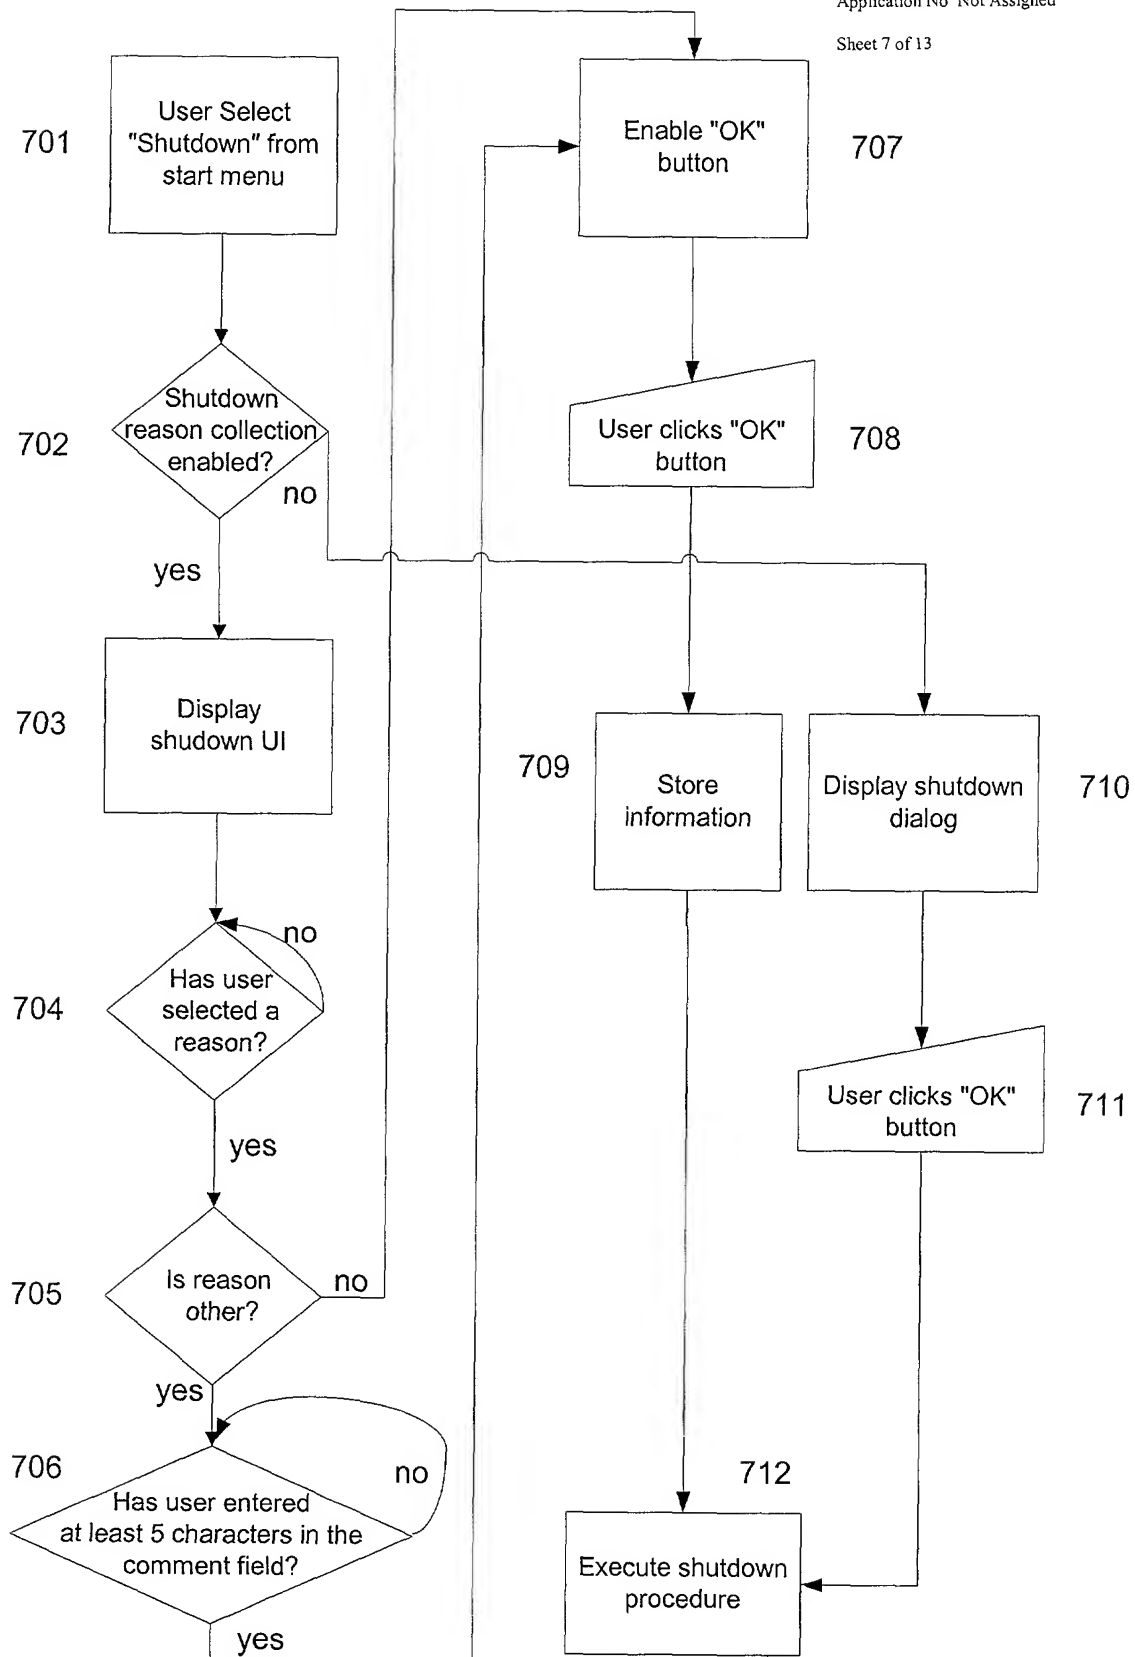 Application No Not Assigned
Sheet 7 of 13
701
User Select
"Shutdown" from
start menu
702
Shutdown
reason collection
enabled?
no
yes
703
Display
shudown UI
704
Has user
selected a
reason?
no
yes
705
Is reason
other?
no
yes
706
Has user entered
at least 5 characters in the
comment field?
no
yes
Enable "OK"
button
707
User clicks "OK"
button
708
709
Store
information
Display shutdown
dialog
710
User clicks "OK"
button
711
712
Execute shutdown
procedure